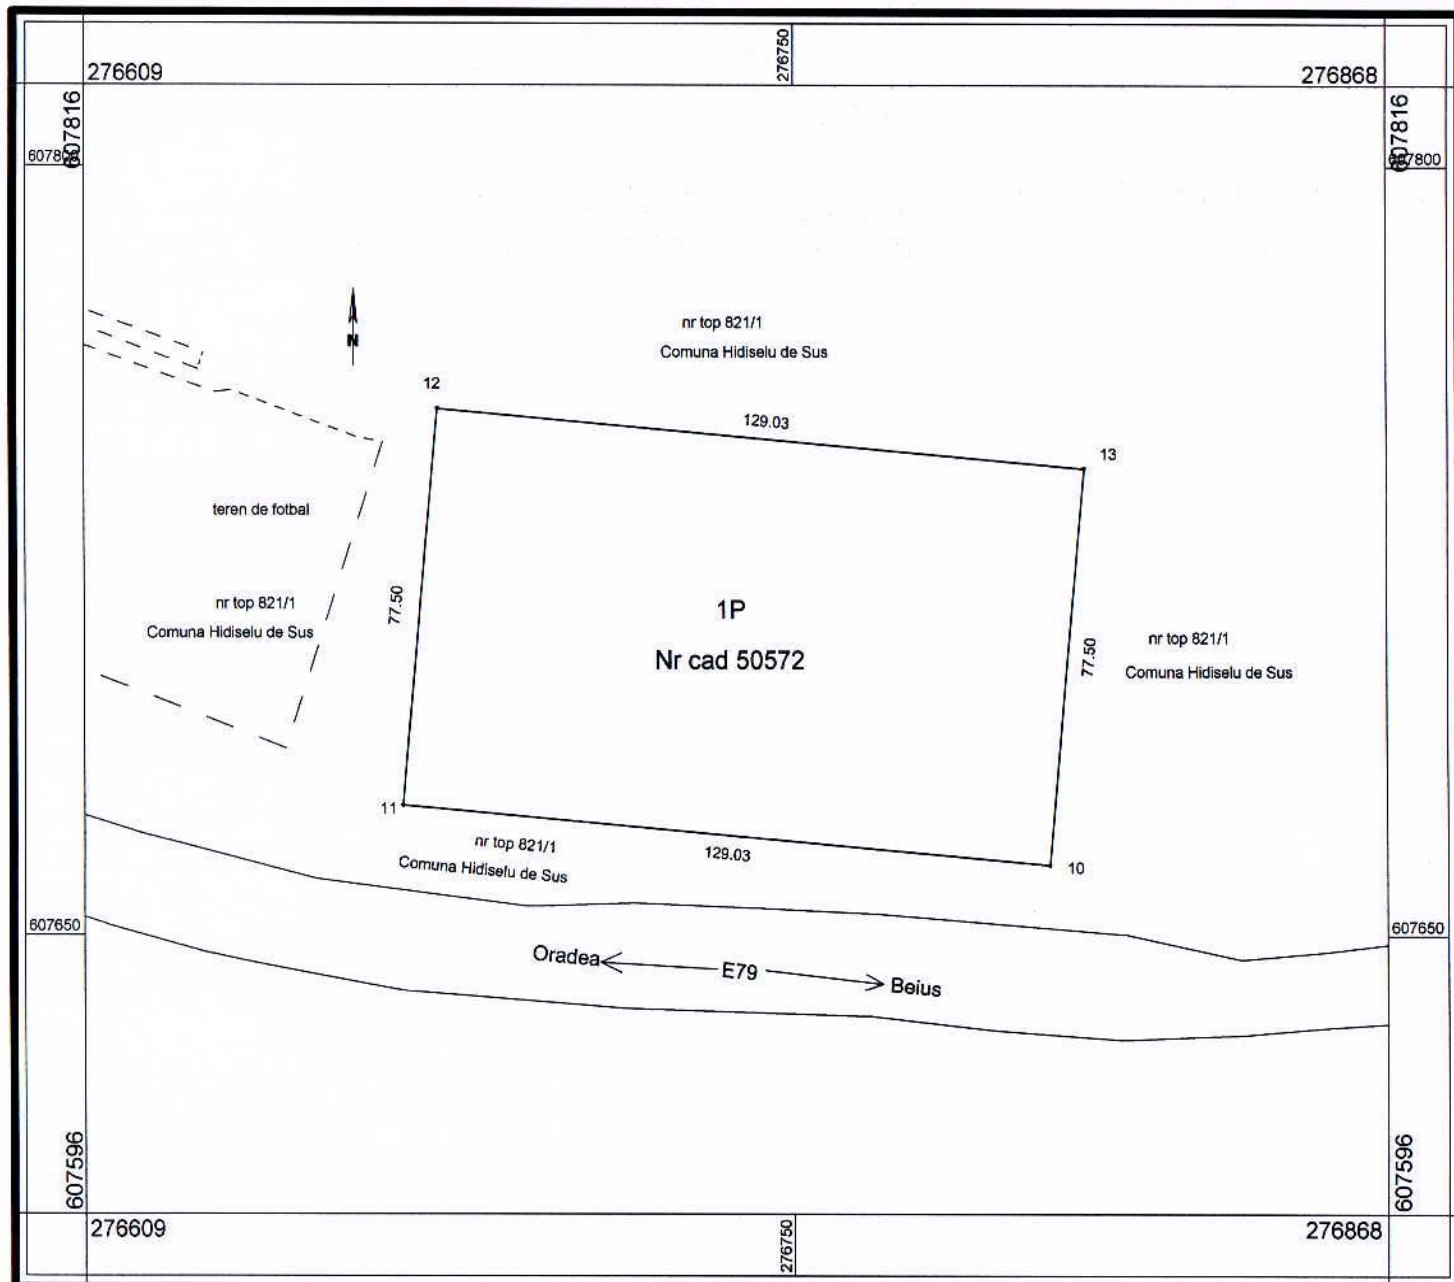 276750
276609
276868
607816
607816
607800
607800
nr top 821/1
Comuna Hidiselu de Sus
N
12
129.03
13
teren de fotbal
77.50
nr top 821/1
Comuna Hidiselu de Sus
1P
Nr cad 50572
77.50
nr top 821/1
Comuna Hidiselu de Sus
11
nr top 821/1
Comuna Hidiselu de Sus
129.03
10
607650
607650
Oradea
E79
Beius
607596
607596
276609
276750
276868